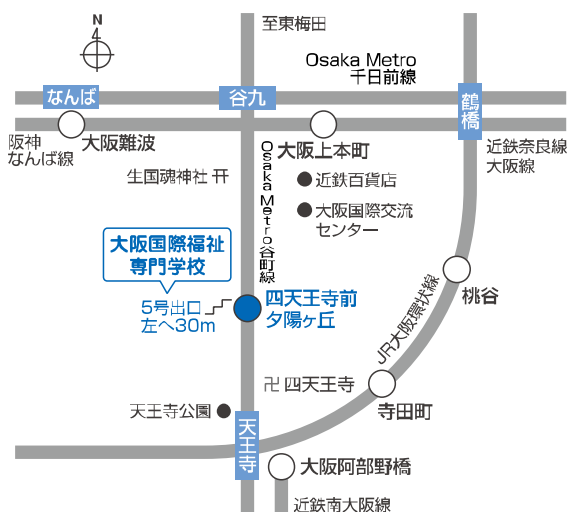 N
至東梅田
Osaka Metro
千日前線
なんば
谷九
鶴橋
阪神
なんば線
大阪難波
大阪上本町
近鉄奈良線
大阪線
生国魂神社
Osaka Metro谷町線
近鉄百貨店
大阪国際交流
センター
大阪国際福祉
専門学校
5号出口
左へ30m
四天王寺前
夕陽ヶ丘
桃谷
JR大阪環状線
卍四天王寺
寺田町
天王寺公園
天王寺
大阪阿部野橋
近鉄南大阪線